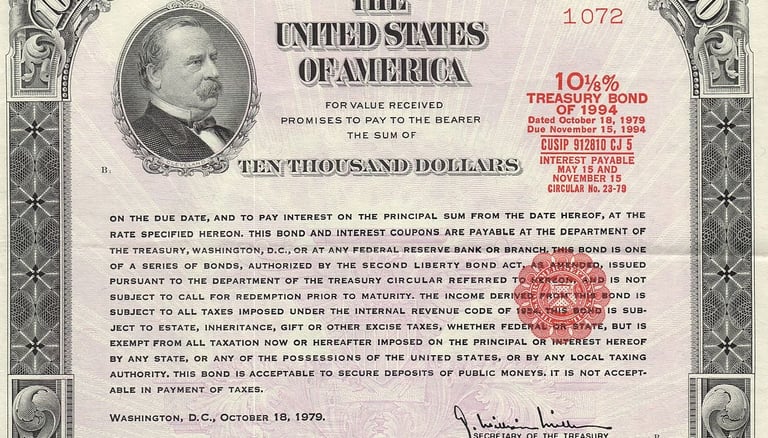 THE
UNITED STATES
OF AMERICA
1072
FOR VALUE RECEIVED
PROMISES TO PAY TO THE BEARER
THE SUM OF
TEN THOUSAND DOLLARS
10⅛%
TREASURY BOND
OF 1994
Dated October 18, 1979
Due November 15, 1994
CUSIP 912810 CJ 5
INTEREST PAYABLE
MAY 15 AND
NOVEMBER 15
CIRCULAR No. 23-79
CLEVELAND
B
ON THE DUE DATE, AND TO PAY INTEREST ON THE PRINCIPAL SUM FROM THE DATE HEREOF, AT THE
RATE SPECIFIED HEREON. THIS BOND AND INTEREST COUPONS ARE PAYABLE AT THE DEPARTMENT OF
THE TREASURY, WASHINGTON, D.C., OR AT ANY FEDERAL RESERVE BANK OR BRANCH. THIS BOND IS ONE
OF A SERIES OF BONDS, AUTHORIZED BY THE SECOND LIBERTY BOND ACT, AS AMENDED, ISSUED
PURSUANT TO THE DEPARTMENT OF THE TREASURY CIRCULAR REFERRED TO HEREON, AND IS NOT
SUBJECT TO CALL FOR REDEMPTION PRIOR TO MATURITY. THE INCOME DERIVED FROM THIS BOND IS
SUBJECT TO ALL TAXES IMPOSED UNDER THE INTERNAL REVENUE CODE OF 1954. THIS BOND IS SUB-
JECT TO ESTATE, INHERITANCE, GIFT OR OTHER EXCISE TAXES, WHETHER FEDERAL OR STATE, BUT IS
EXEMPT FROM ALL TAXATION NOW OR HEREAFTER IMPOSED ON THE PRINCIPAL OR INTEREST HEREOF
BY ANY STATE, OR ANY OF THE POSSESSIONS OF THE UNITED STATES, OR BY ANY LOCAL TAXING
AUTHORITY. THIS BOND IS ACCEPTABLE TO SECURE DEPOSITS OF PUBLIC MONEYS. IT IS NOT ACCEPT-
ABLE IN PAYMENT OF TAXES.
WASHINGTON, D.C., OCTOBER 18, 1979.
G. William Miller
SECRETARY OF THE TREASURY
B